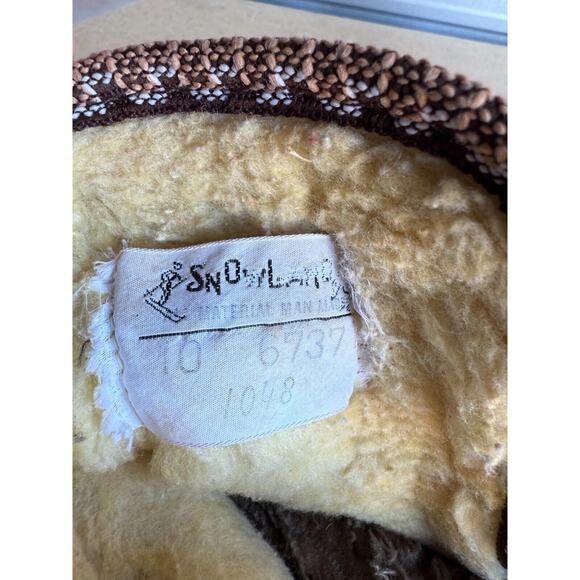 SNOWLAND
MATERIAL MAN MADE
10 6737
1048